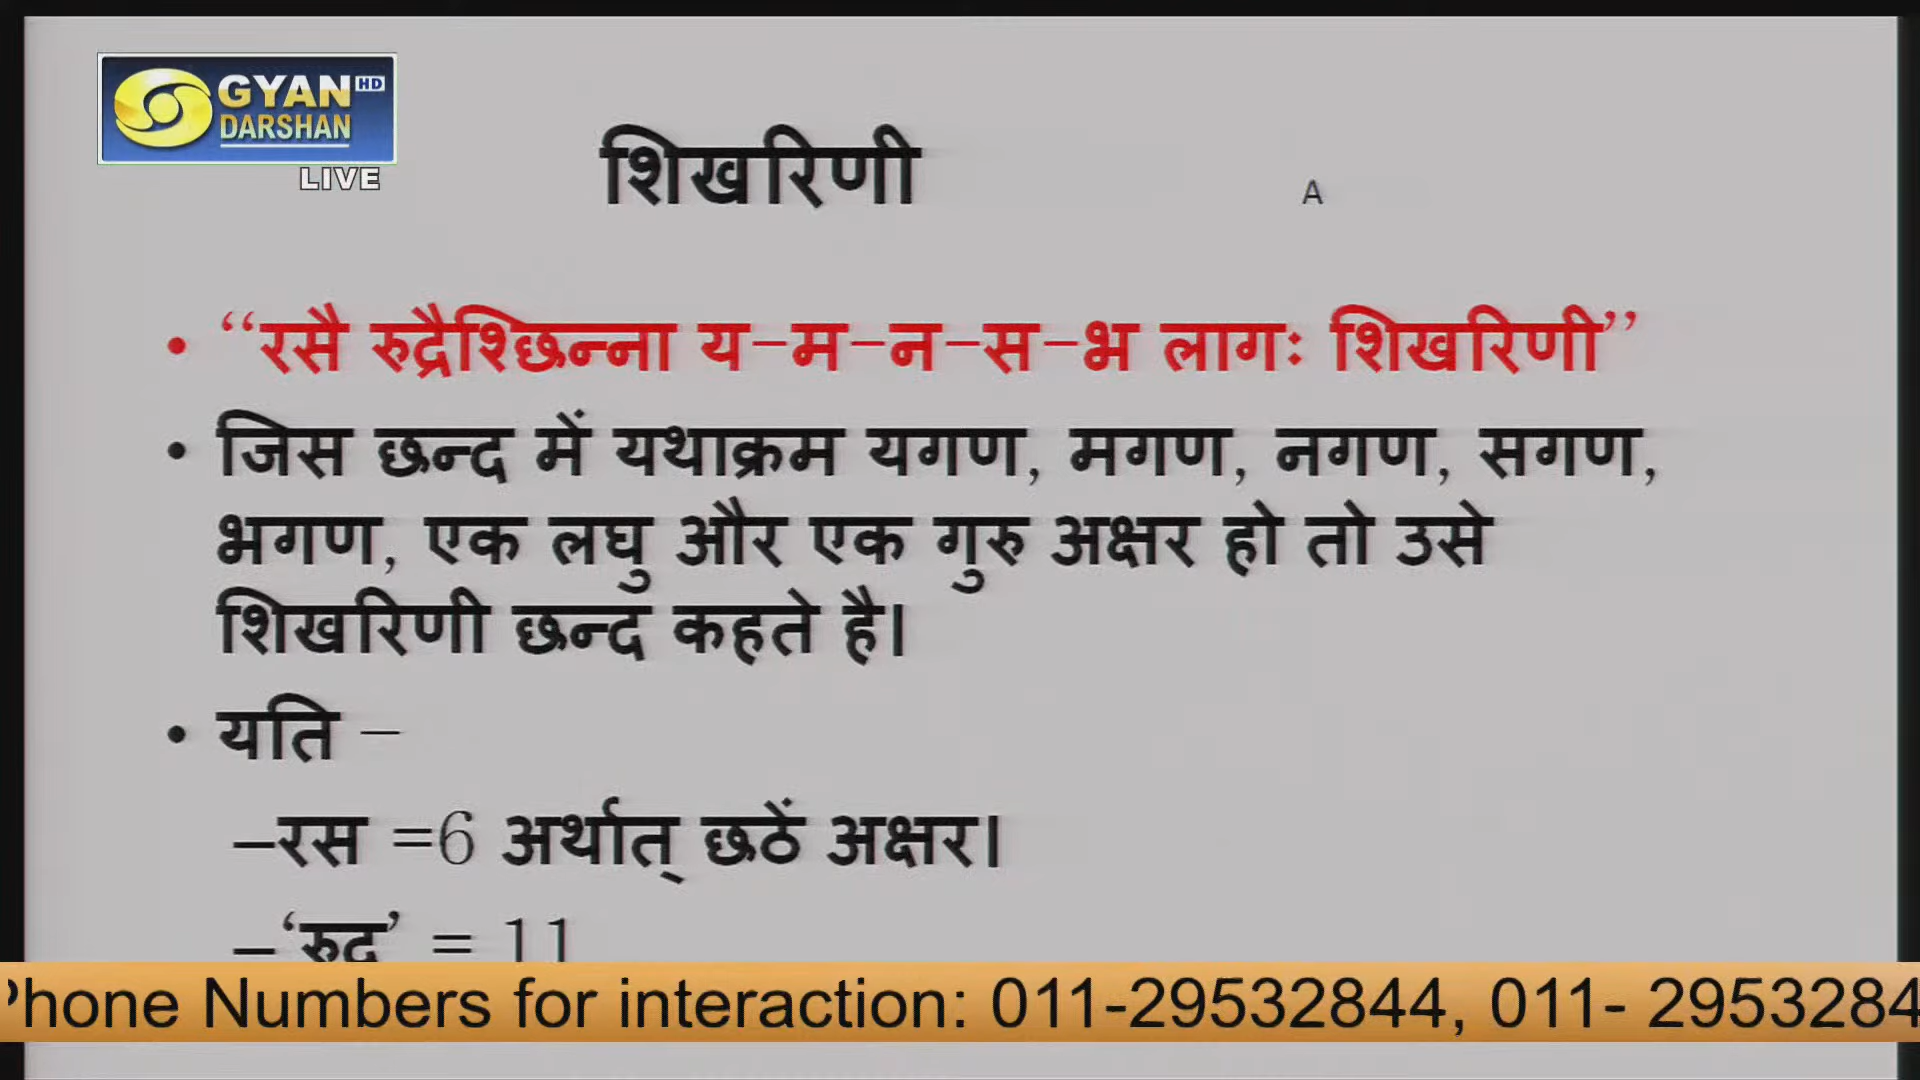 GYAN HD
DARSHAN
LIVE
शिखरिणी
A
• “रसै रुद्रैश्छिन्ना य-म-न-स-भ लागः शिखरिणी”
• जिस छन्द में यथाक्रम यगण, मगण, नगण, सगण,
भगण, एक लघु और एक गुरु अक्षर हो तो उसे
शिखरिणी छन्द कहते है।
• यति –
–रस =6 अर्थात् छठें अक्षर।
–‘रुद्र’ = 11
Phone Numbers for interaction: 011-29532844, 011- 2953284